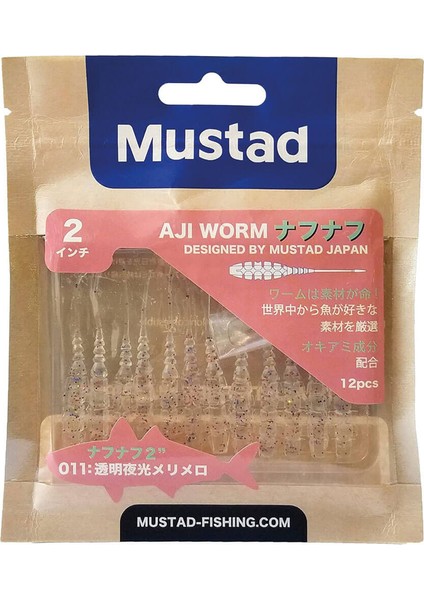 Mustad
2
インチ
AJI WORM ナフナフ
DESIGNED BY MUSTAD JAPAN
ワームは素材が命!
世界中から魚が好きな
素材を厳選
オキアミ成分
配合
12pcs
ナフナフ2"
011:透明夜光メリメロ
MUSTAD-FISHING.COM